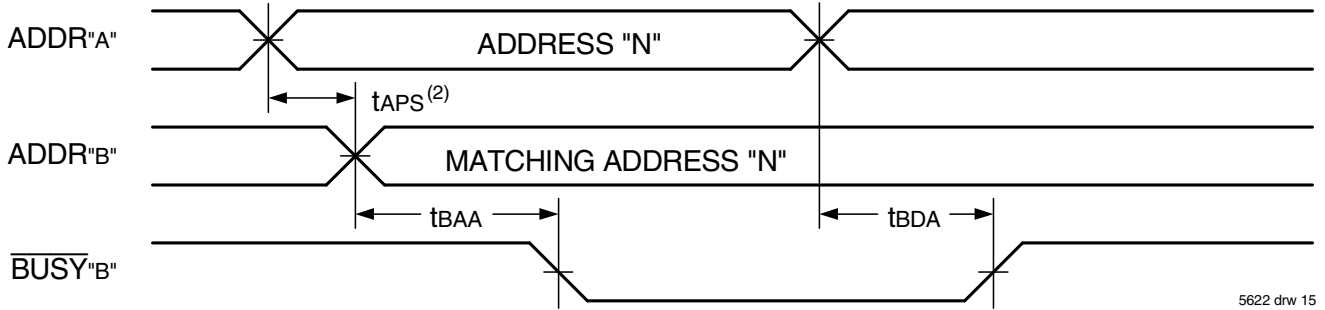 ADDR"A"
ADDRESS "N"
tAPS(2)
ADDR"B"
MATCHING ADDRESS "N"
tBAA
tBDA
BUSY"B"
5622 drw 15